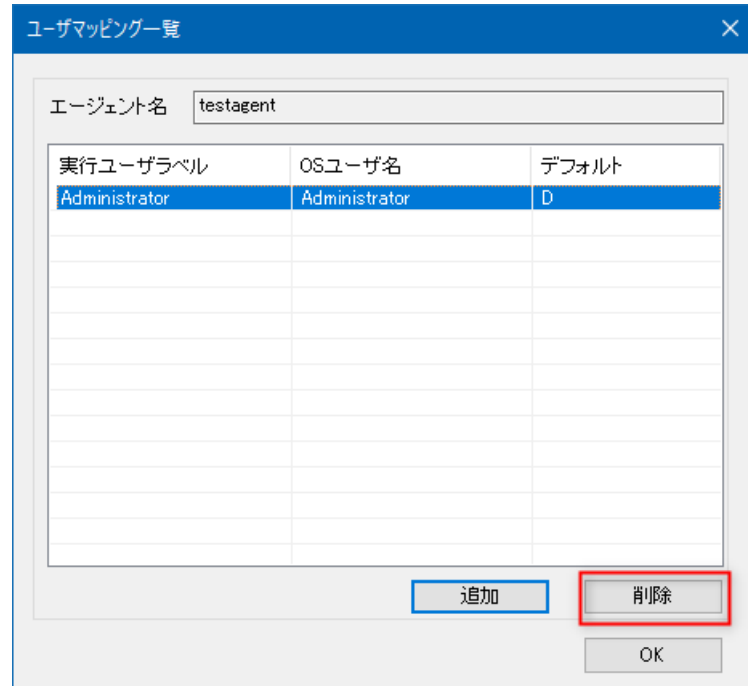 ユーザマッピング一覧
エージェント名 testagent
実行ユーザラベル OSユーザ名 デフォルト
Administrator Administrator D
追加 削除
OK